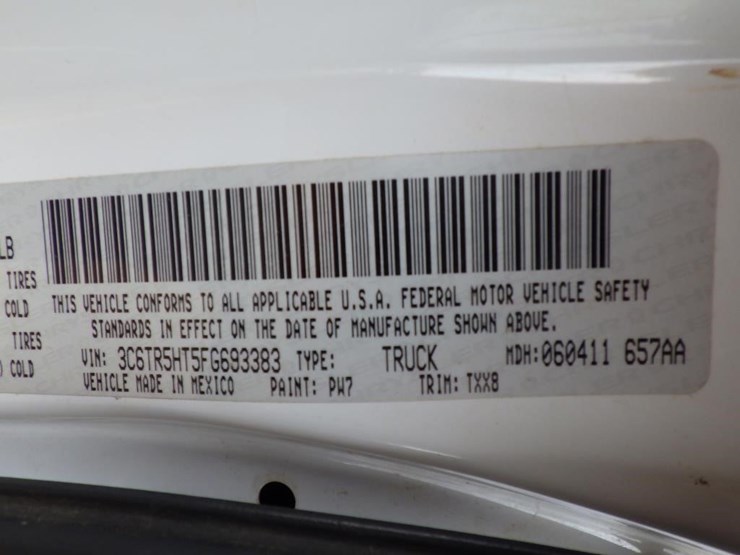 LB
TIRES
COLD
THIS VEHICLE CONFORMS TO ALL APPLICABLE U.S.A. FEDERAL MOTOR VEHICLE SAFETY
TIRES
STANDARDS IN EFFECT ON THE DATE OF MANUFACTURE SHOWN ABOVE.
) COLD
VIN: 3C6TR5HT5FG693383 TYPE: TRUCK MDH:060411 657AA
VEHICLE MADE IN MEXICO PAINT: PW7 TRIM: TXX8